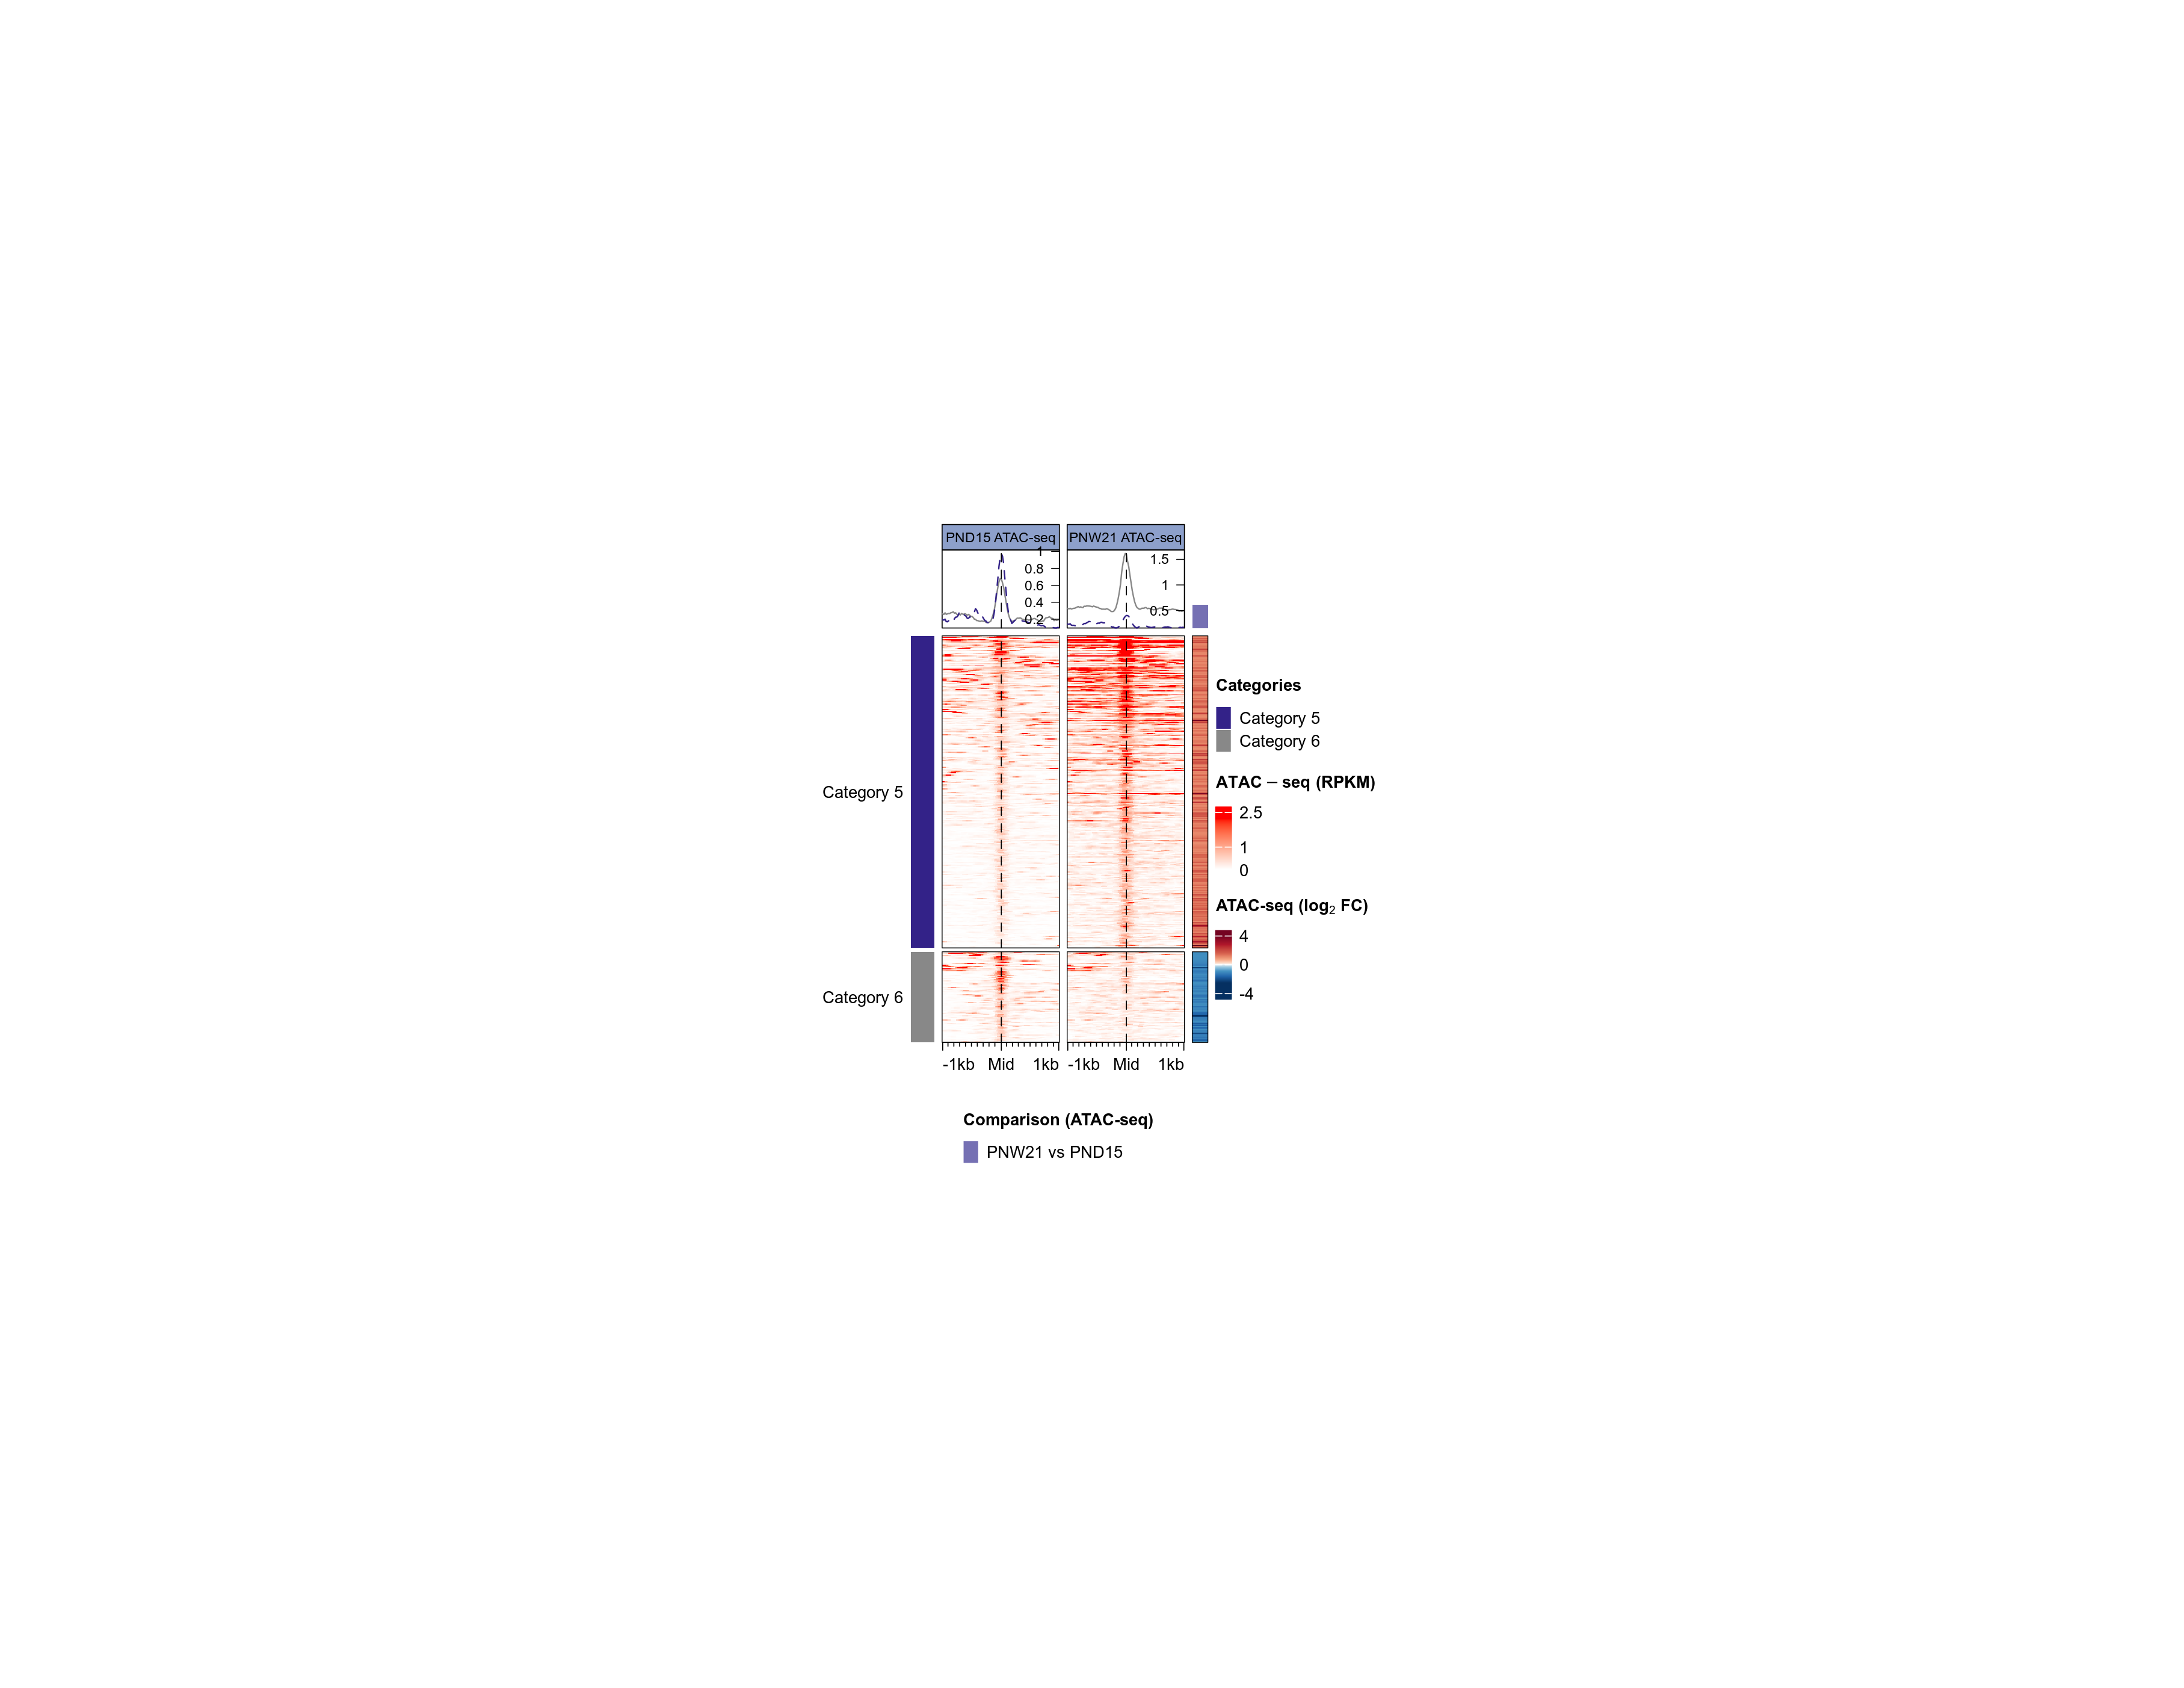 PND15 ATAC-seq
PNW21 ATAC-seq
1
0.8
0.6
0.4
0.2
1.5
1
0.5
Category 5
Category 6
Categories
Category 5
Category 6
ATAC – seq (RPKM)
2.5
1
0
ATAC-seq (log₂ FC)
4
0
-4
-1kb Mid 1kb
-1kb Mid 1kb
Comparison (ATAC-seq)
PNW21 vs PND15